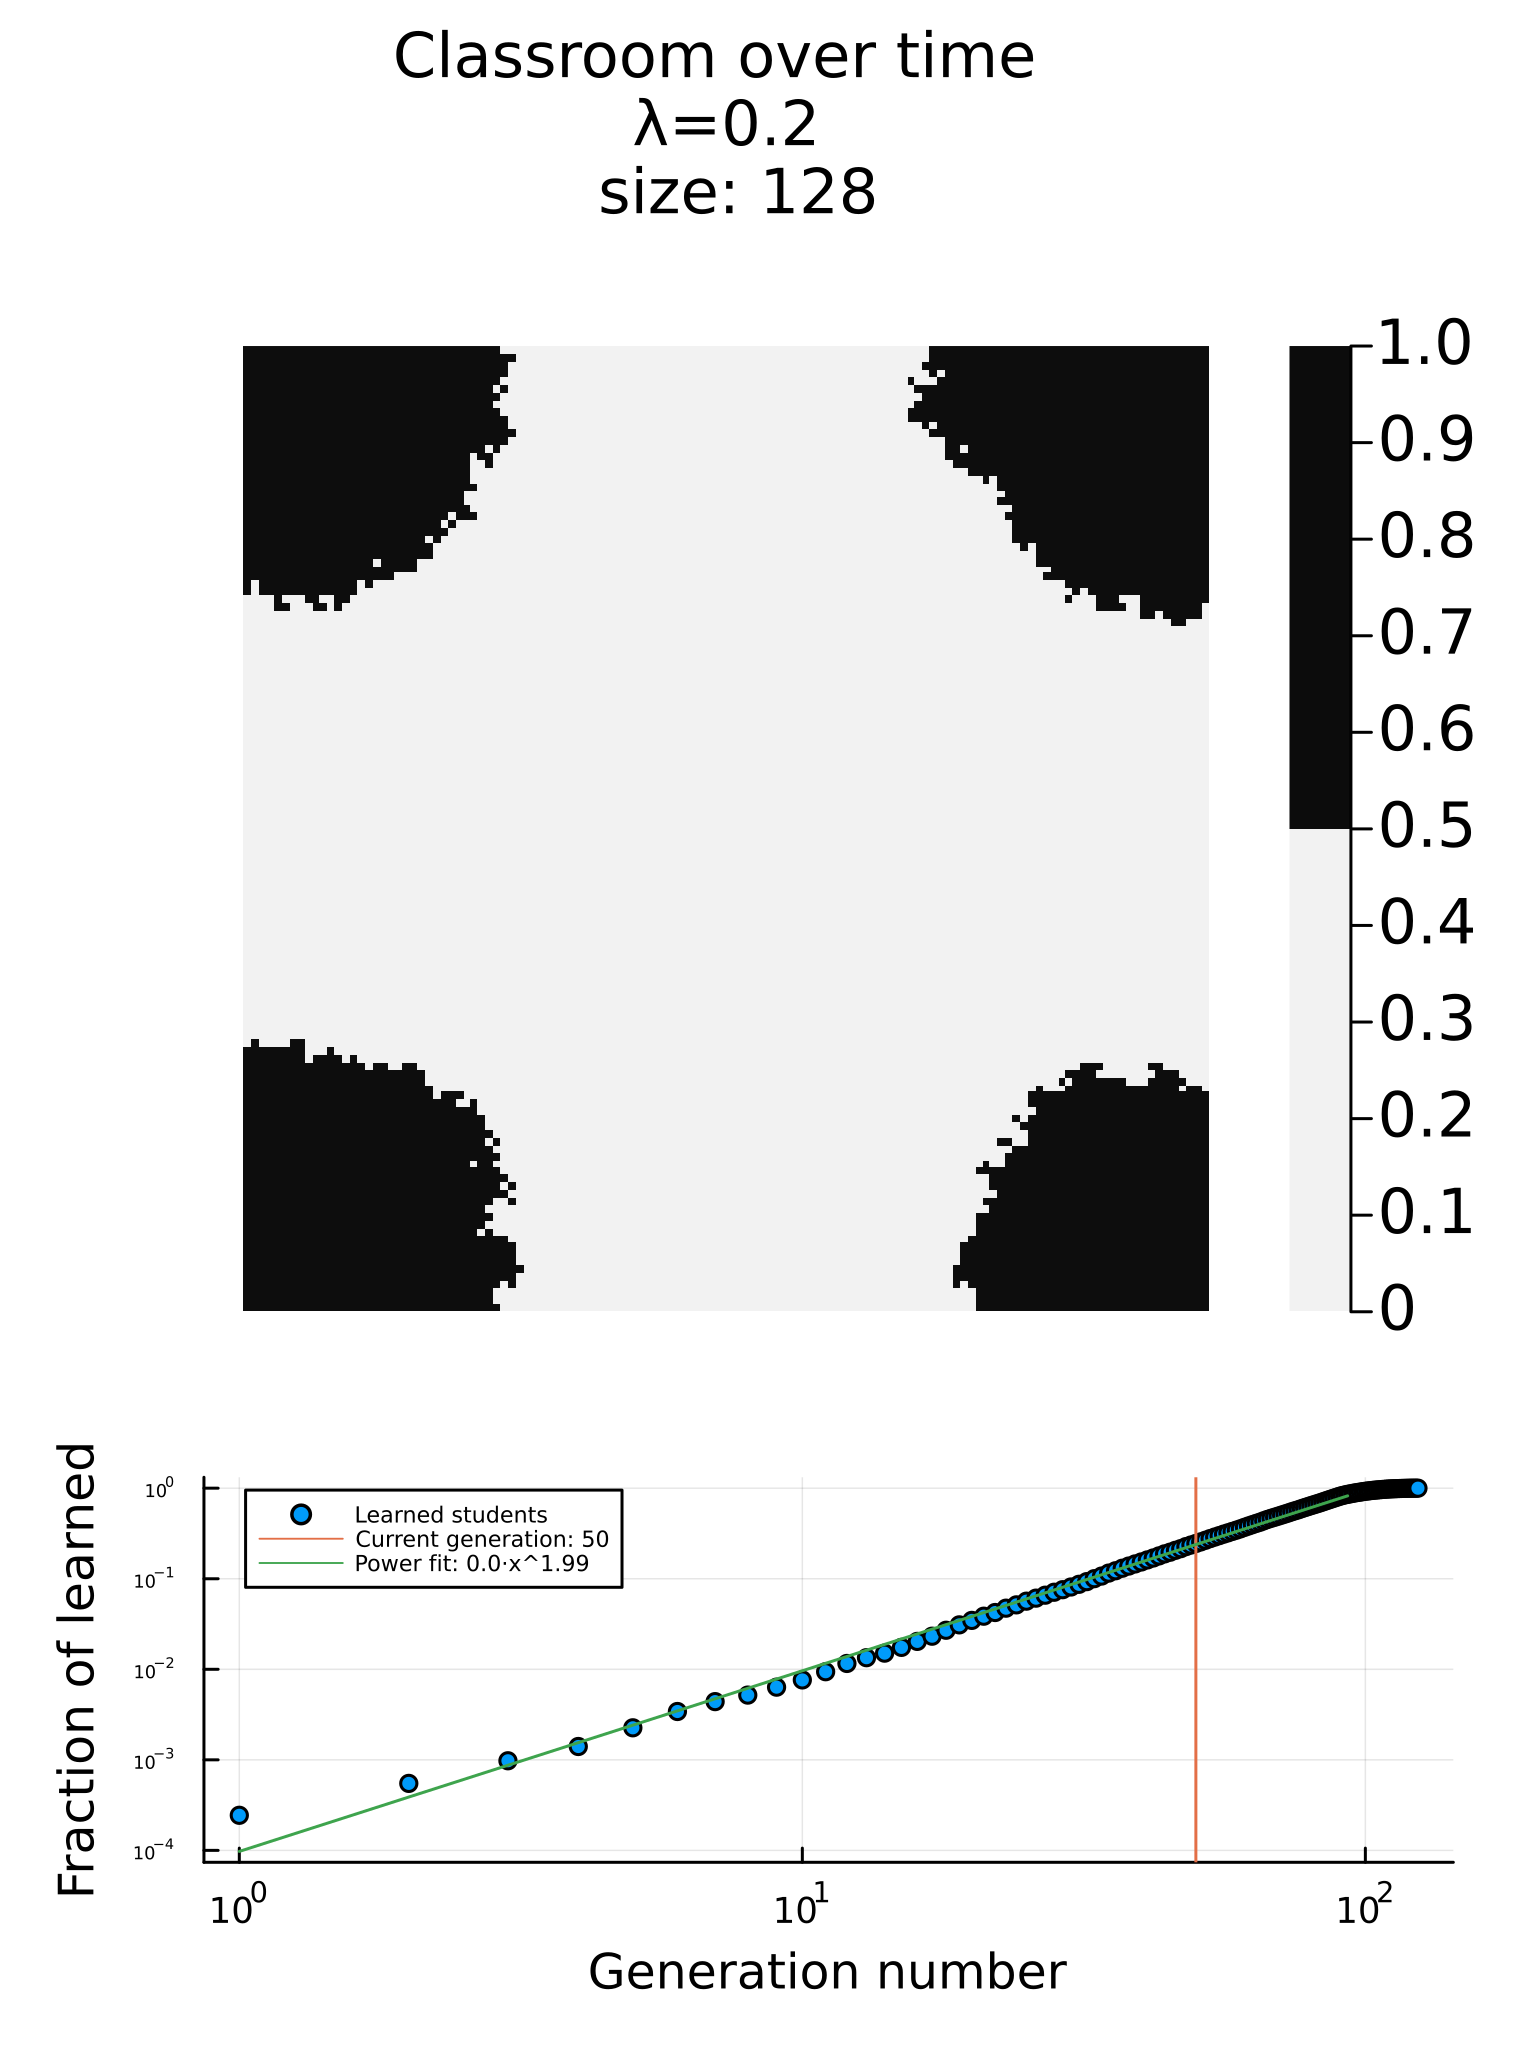 Classroom over time
λ=0.2
size: 128
1.0
0.9
0.8
0.7
0.6
0.5
0.4
0.3
0.2
0.1
0
Fraction of learned
10^0
10^-1
10^-2
10^-3
10^-4
Learned students
Current generation: 50
Power fit: 0.0·x^1.99
10^0 10^1 10^2
Generation number